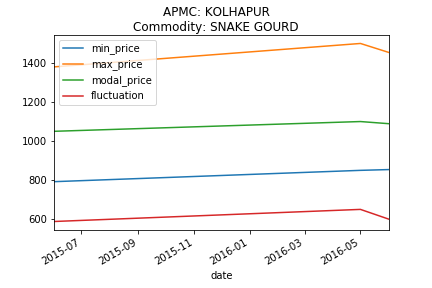 APMC: KOLHAPUR
Commodity: SNAKE GOURD
min_price
max_price
modal_price
fluctuation
1400
1200
1000
800
600
2015-07
2015-09
2015-11
2016-01
2016-03
2016-05
date